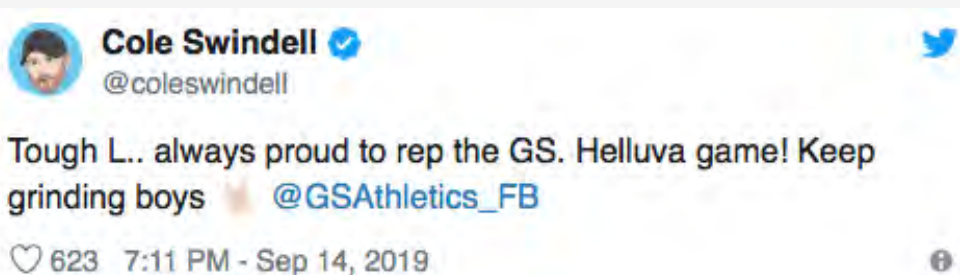 Cole Swindell
@coleswindell
Tough L.. always proud to rep the GS. Helluva game! Keep
grinding boys 🤘🏻 @GSAthletics_FB
623 7:11 PM - Sep 14, 2019